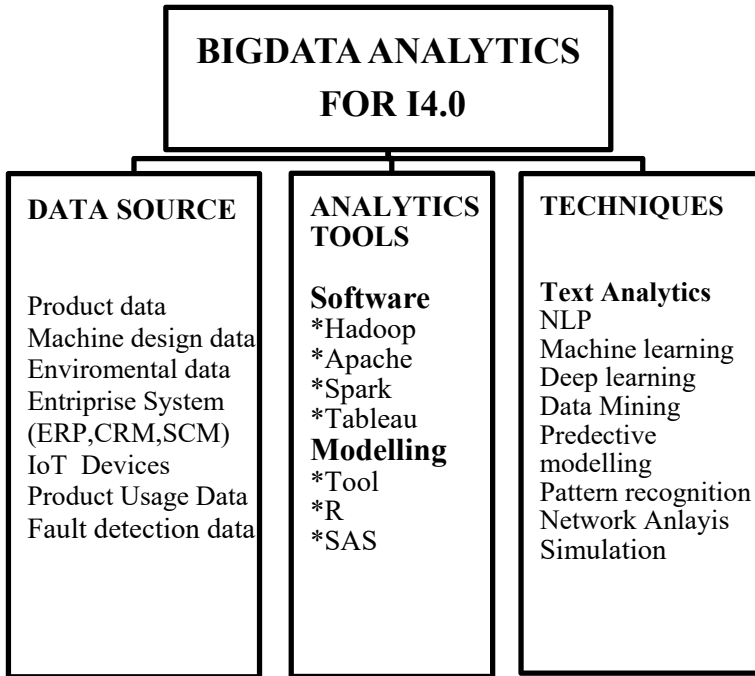 BIGDATA ANALYTICS
FOR I4.0
DATA SOURCE
Product data
Machine design data
Enviromental data
Entriprise System
(ERP,CRM,SCM)
IoT Devices
Product Usage Data
Fault detection data
ANALYTICS
TOOLS
Software
*Hadoop
*Apache
*Spark
*Tableau
Modelling
*Tool
*R
*SAS
TECHNIQUES
Text Analytics
NLP
Machine learning
Deep learning
Data Mining
Predective
modelling
Pattern recognition
Network Anlayis
Simulation